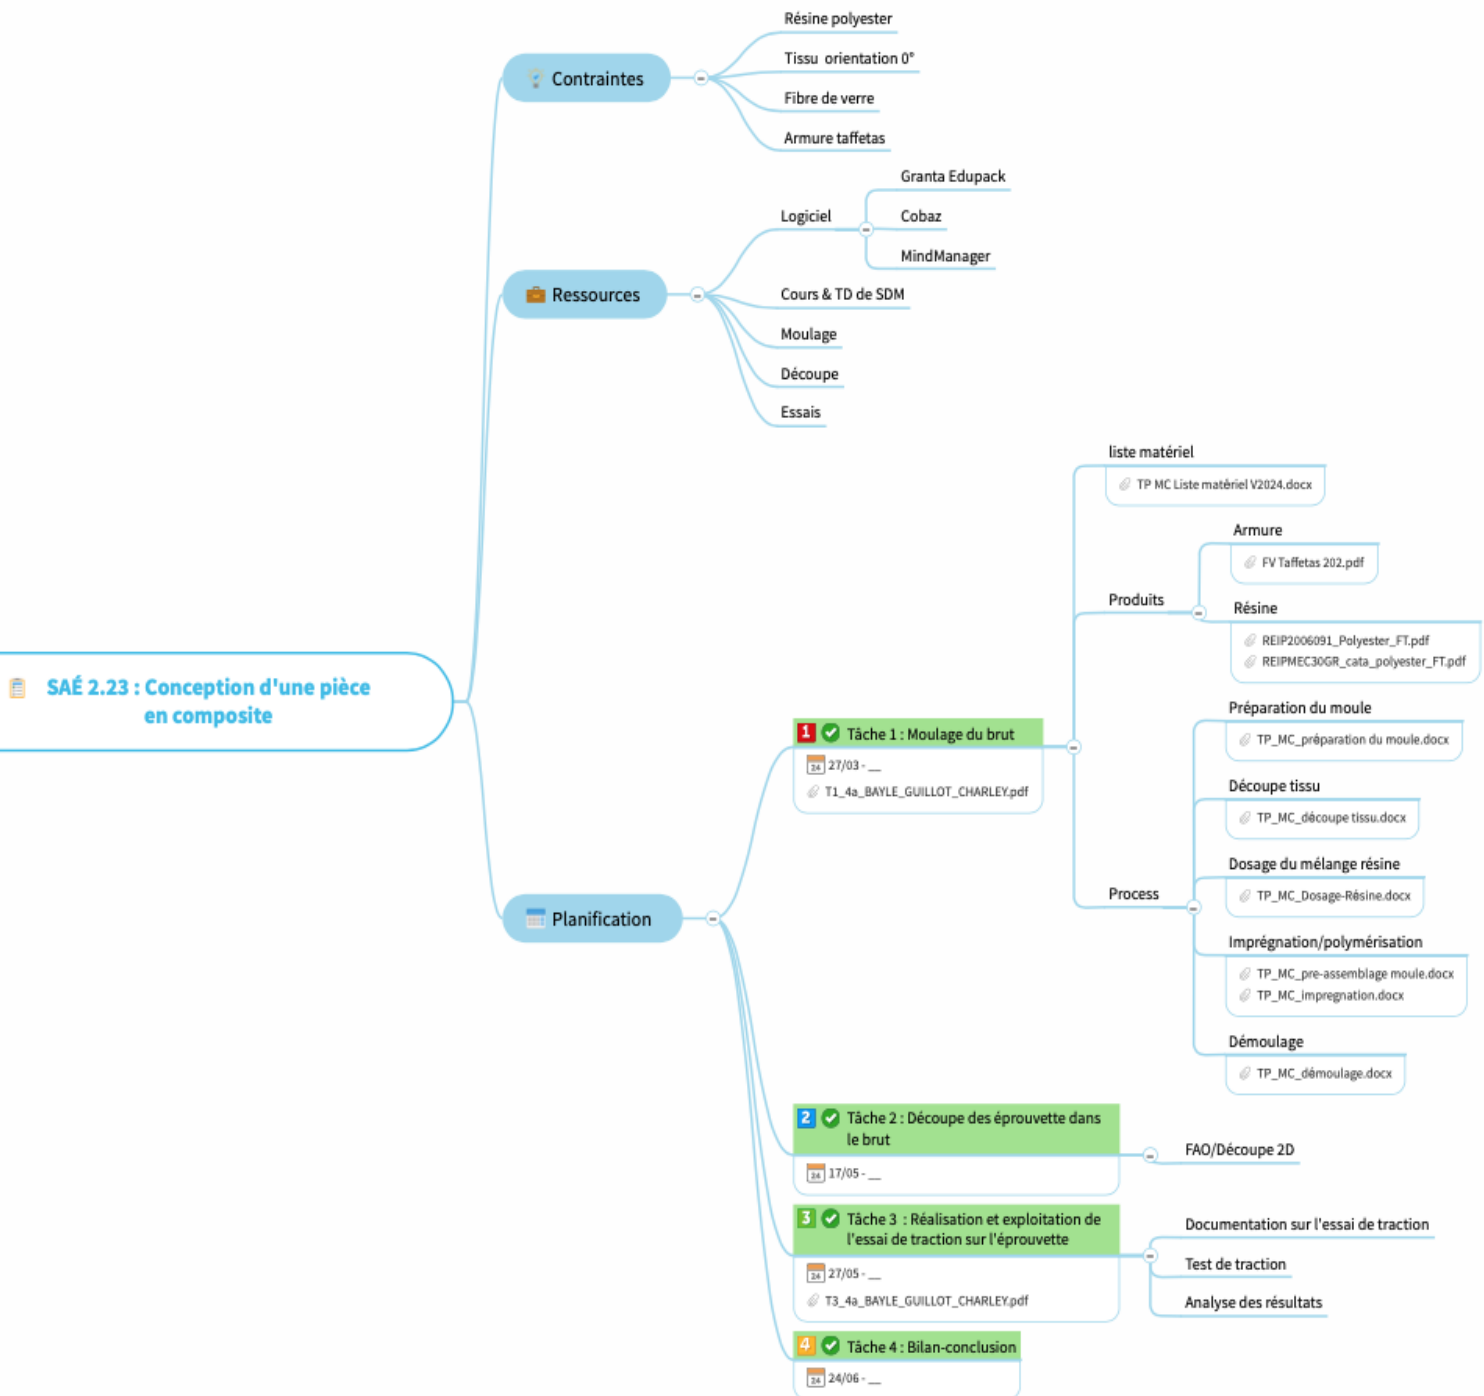 SAÉ 2.23 : Conception d'une pièce
en composite
Contraintes
Résine polyester
Tissu orientation 0°
Fibre de verre
Armure taffetas
Ressources
Logiciel
Granta Edupack
Cobaz
MindManager
Cours & TD de SDM
Moulage
Découpe
Essais
Planification
1 Tâche 1 : Moulage du brut
24 27/03 - __
T1_4a_BAYLE_GUILLOT_CHARLEY.pdf
liste matériel
TP MC Liste matériel V2024.docx
Produits
Armure
FV Taffetas 202.pdf
Résine
REIP2006091_Polyester_FT.pdf
REIPMEC30GR_cata_polyester_FT.pdf
Process
Préparation du moule
TP_MC_préparation du moule.docx
Découpe tissu
TP_MC_découpe tissu.docx
Dosage du mélange résine
TP_MC_Dosage-Résine.docx
Imprégnation/polymérisation
TP_MC_pre-assemblage moule.docx
TP_MC_impregnation.docx
Démoulage
TP_MC_démoulage.docx
2 Tâche 2 : Découpe des éprouvette dans
le brut
24 17/05 - __
FAO/Découpe 2D
3 Tâche 3 : Réalisation et exploitation de
l'essai de traction sur l'éprouvette
24 27/05 - __
T3_4a_BAYLE_GUILLOT_CHARLEY.pdf
Documentation sur l'essai de traction
Test de traction
Analyse des résultats
4 Tâche 4 : Bilan-conclusion
24 24/06 - __